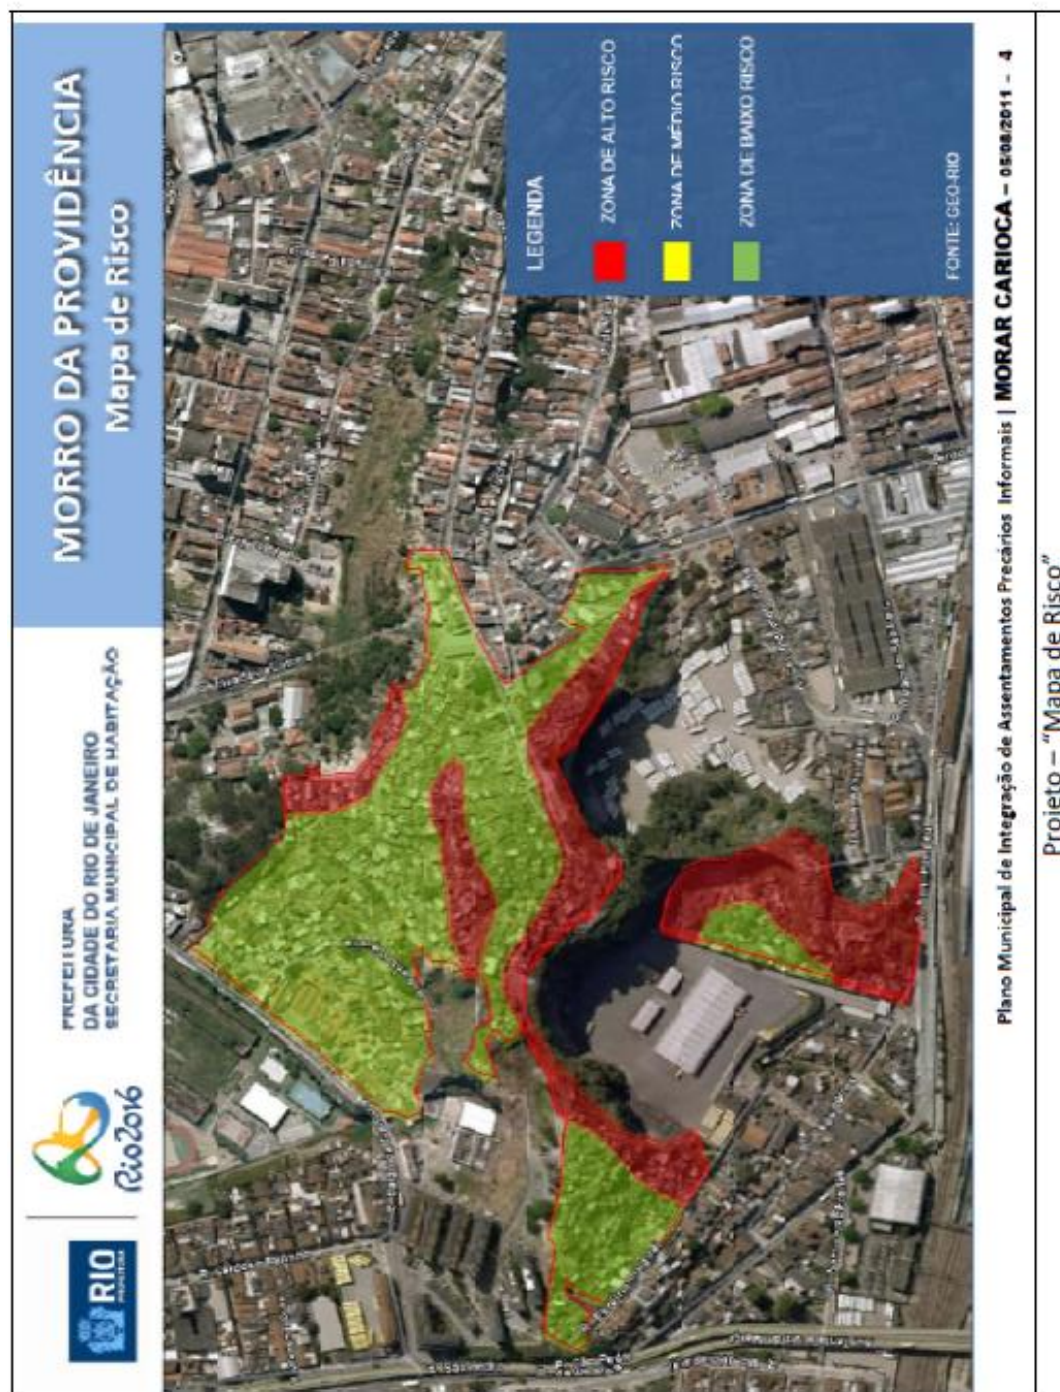 RIO
PREFEITURA
Rio2016
PREFEITURA
DA CIDADE DO RIO DE JANEIRO
SECRETARIA MUNICIPAL DE HABITAÇÃO
MORRO DA PROVIDÊNCIA
Mapa de Risco
LEGENDA
ZONA DE ALTO RISCO
ZONA DE MÉDIO RISCO
ZONA DE BAIXO RISCO
FONTE: GEO-RIO
Plano Municipal de Integração de Assentamentos Precários Informais | MORAR CARIOCA – 05/08/2011 - 4
Projeto – “Mapa de Risco”